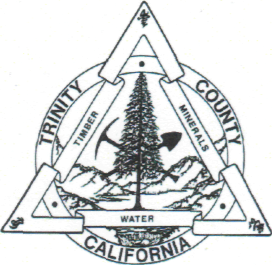 TRINITY COUNTY
TIMBER
MINERALS
WATER
CALIFORNIA